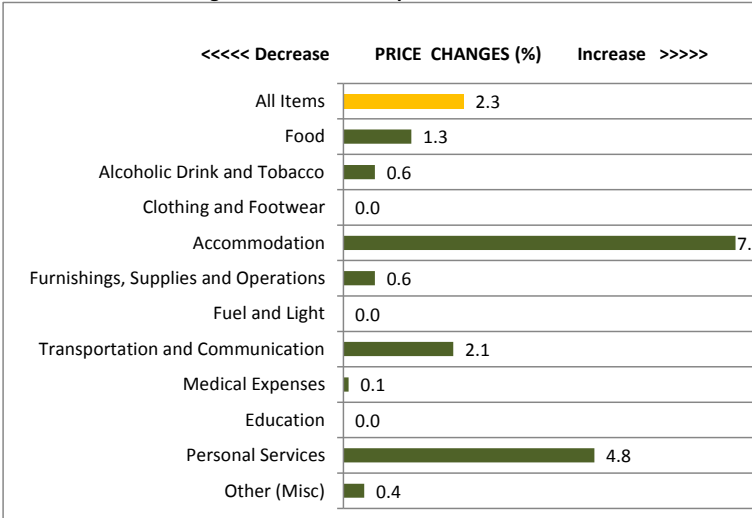 <<<<< Decrease PRICE CHANGES (%) Increase >>>>>
All Items 2.3
Food 1.3
Alcoholic Drink and Tobacco 0.6
Clothing and Footwear 0.0
Accommodation 7.
Furnishings, Supplies and Operations 0.6
Fuel and Light 0.0
Transportation and Communication 2.1
Medical Expenses 0.1
Education 0.0
Personal Services 4.8
Other (Misc) 0.4